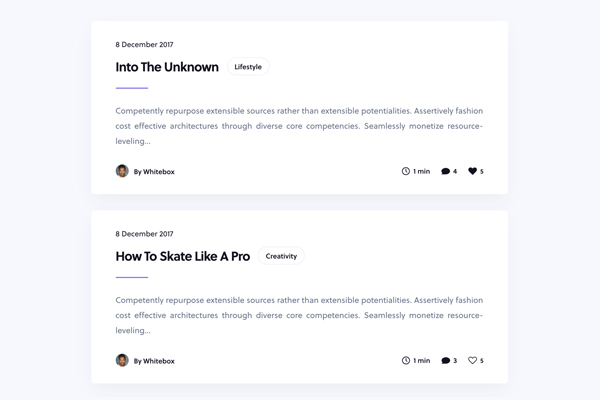 8 December 2017
Into The Unknown Lifestyle
Competently repurpose extensible sources rather than extensible potentialities. Assertively fashion
cost effective architectures through diverse core competencies. Seamlessly monetize resource-
leveling...
By Whitebox 1 min 4 5
8 December 2017
How To Skate Like A Pro Creativity
Competently repurpose extensible sources rather than extensible potentialities. Assertively fashion
cost effective architectures through diverse core competencies. Seamlessly monetize resource-
leveling...
By Whitebox 1 min 3 5